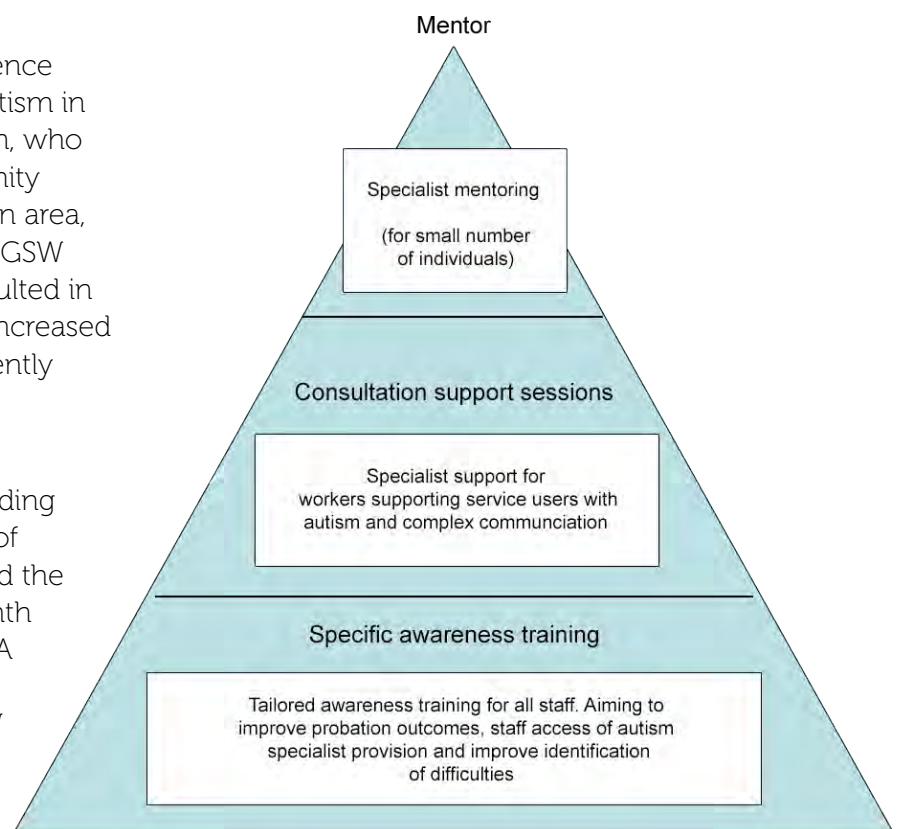 ence
tism in
n, who
nity
n area,
GSW
ulted in
ncreased
ently
ding
of
d the
nth
A
Mentor
Specialist mentoring
(for small number
of individuals)
Consultation support sessions
Specialist support for
workers supporting service users with
autism and complex communciation
Specific awareness training
Tailored awareness training for all staff. Aiming to
improve probation outcomes, staff access of autism
specialist provision and improve identification
of difficulties